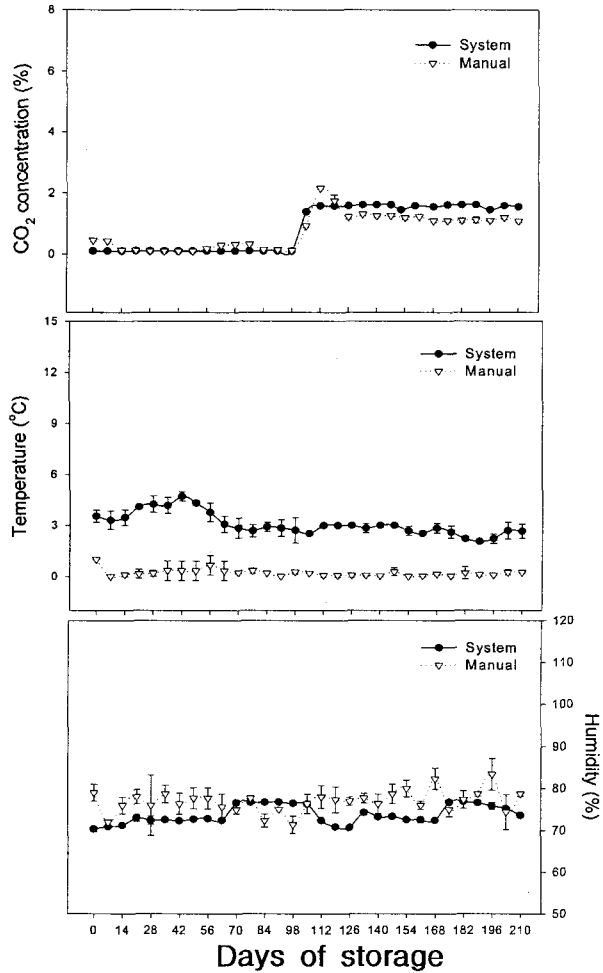 8
6
4
2
0
CO2 concentration (%)
System
Manual
15
12
9
6
3
0
Temperature (°C)
System
Manual
120
110
100
90
80
70
60
50
Humidity (%)
System
Manual
0 14 28 42 56 70 84 98 112 126 140 154 168 182 196 210
Days of storage